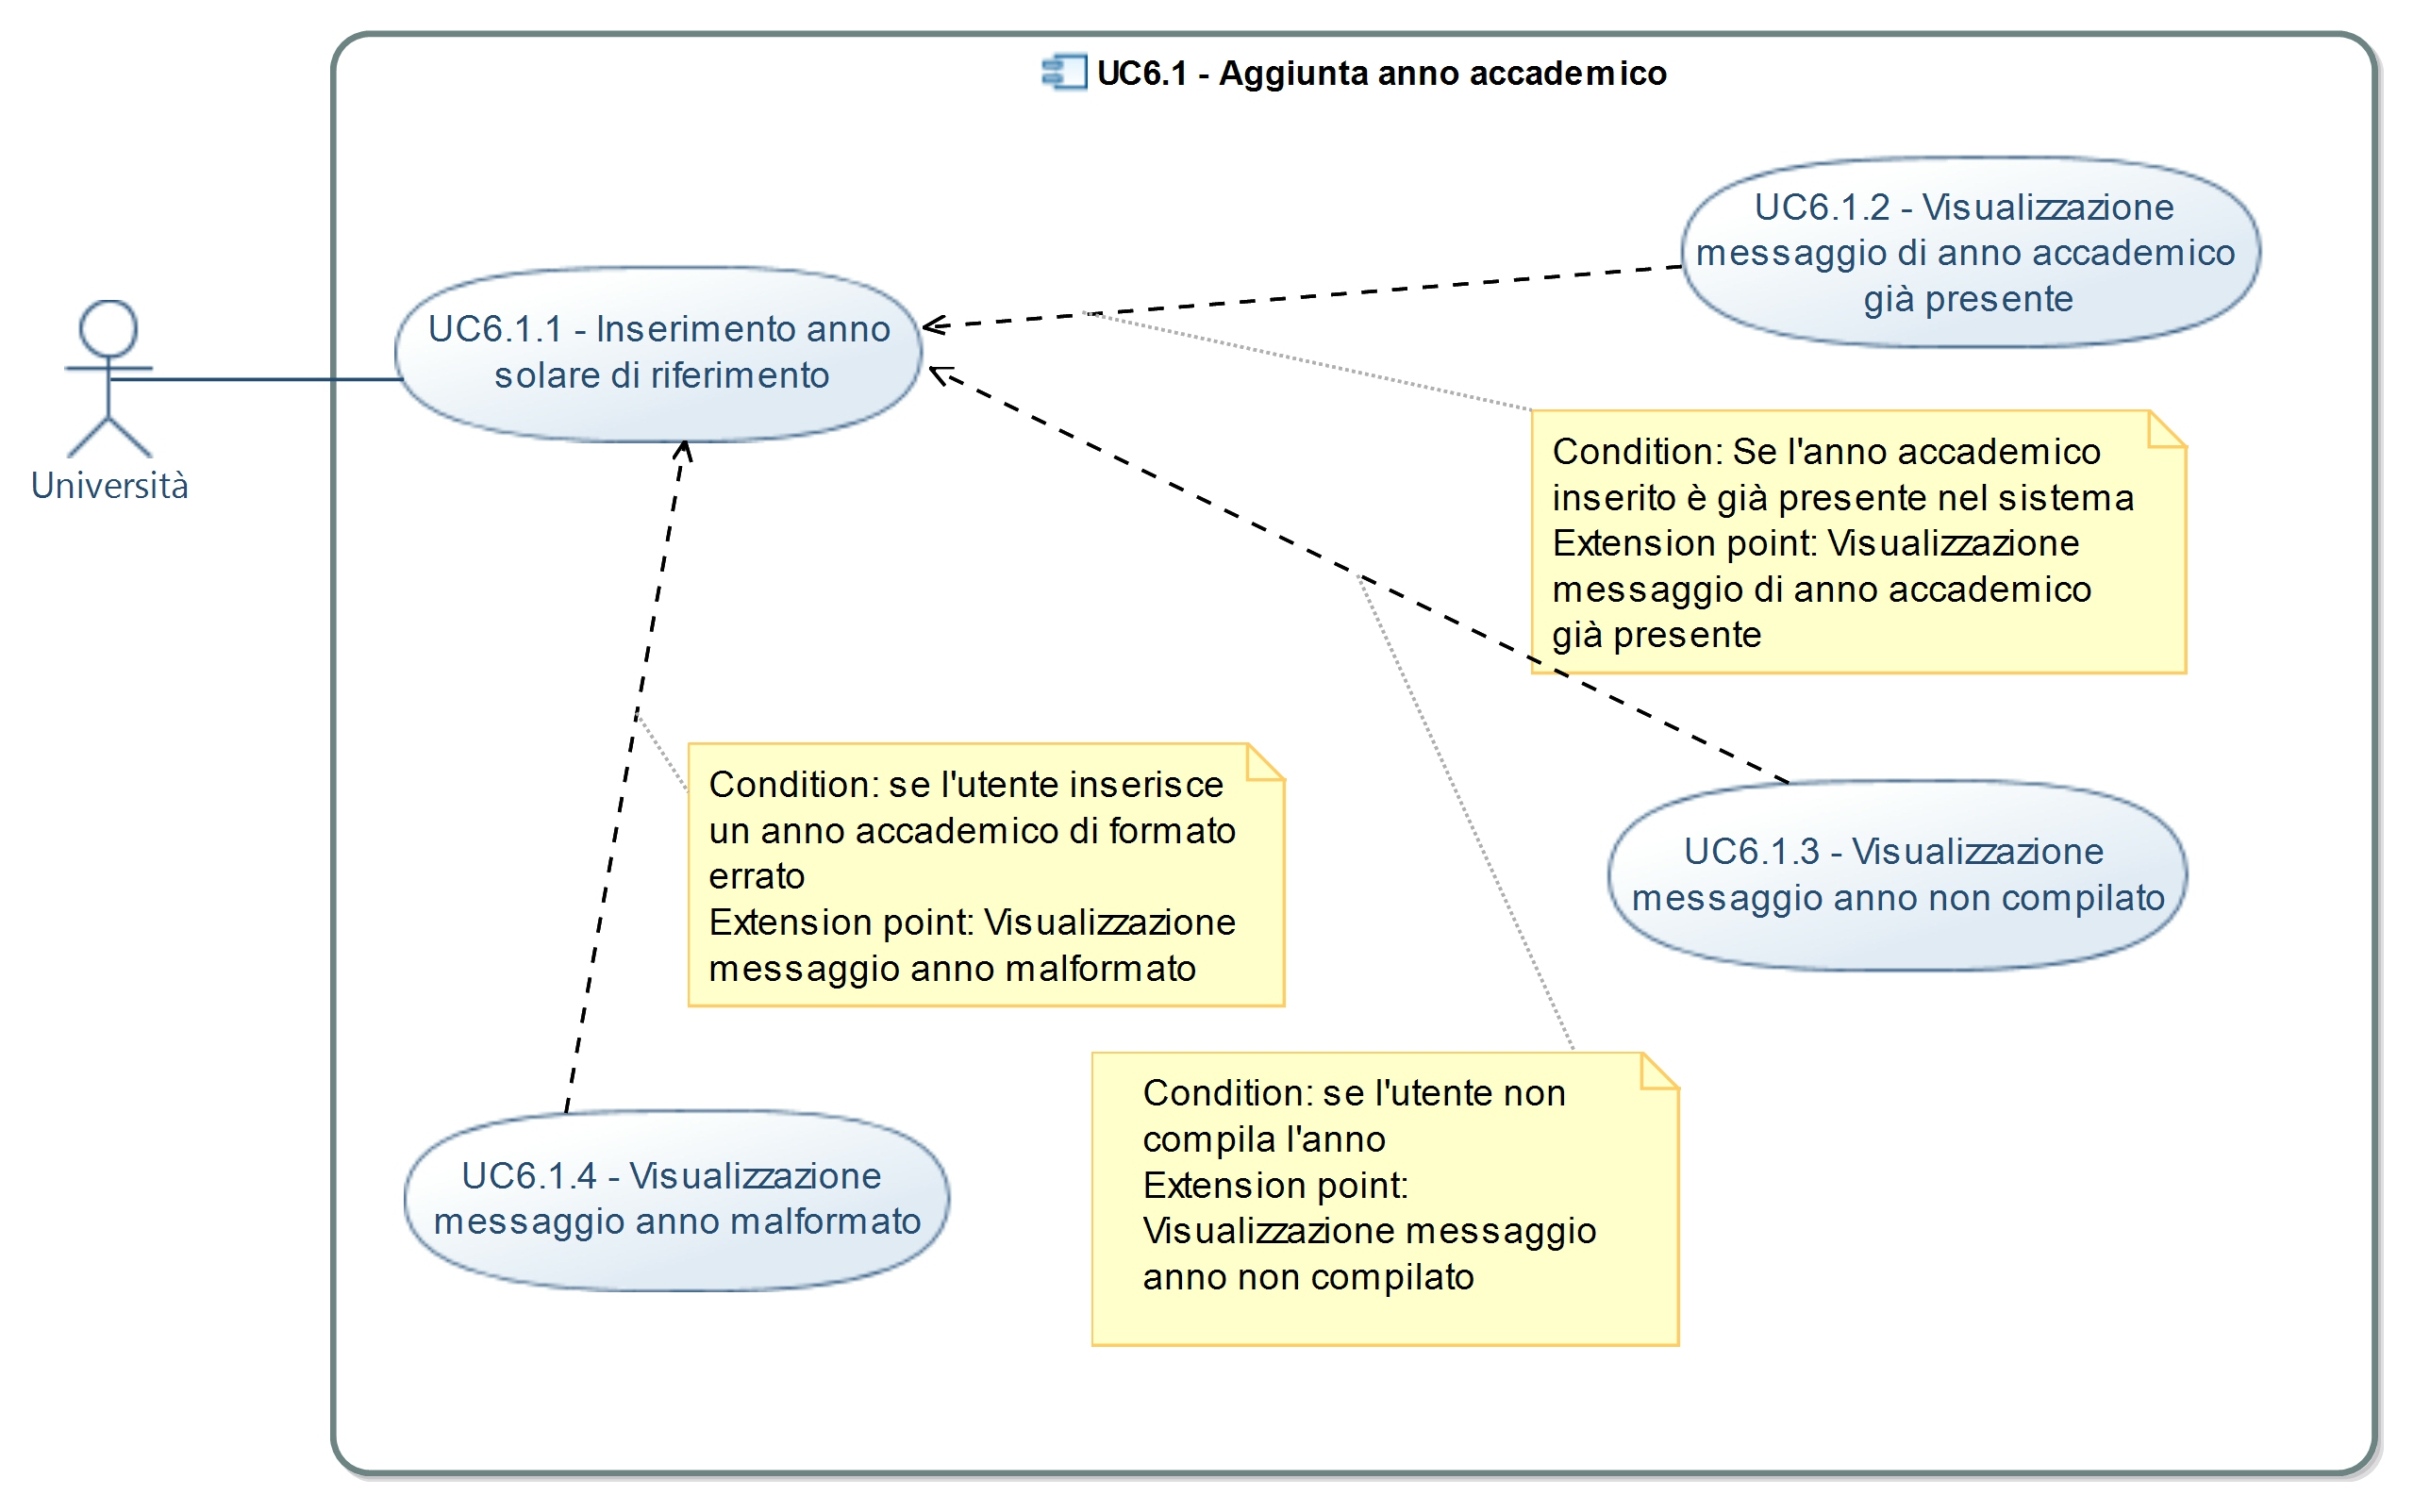 UC6.1 - Aggiunta anno accademico
UC6.1.2 - Visualizzazione
messaggio di anno accademico
già presente
UC6.1.1 - Inserimento anno
solare di riferimento
Università
Condition: Se l'anno accademico
inserito è già presente nel sistema
Extension point: Visualizzazione
messaggio di anno accademico
già presente
Condition: se l'utente inserisce
un anno accademico di formato
errato
Extension point: Visualizzazione
messaggio anno malformato
UC6.1.3 - Visualizzazione
messaggio anno non compilato
Condition: se l'utente non
compila l'anno
Extension point:
Visualizzazione messaggio
anno non compilato
UC6.1.4 - Visualizzazione
messaggio anno malformato